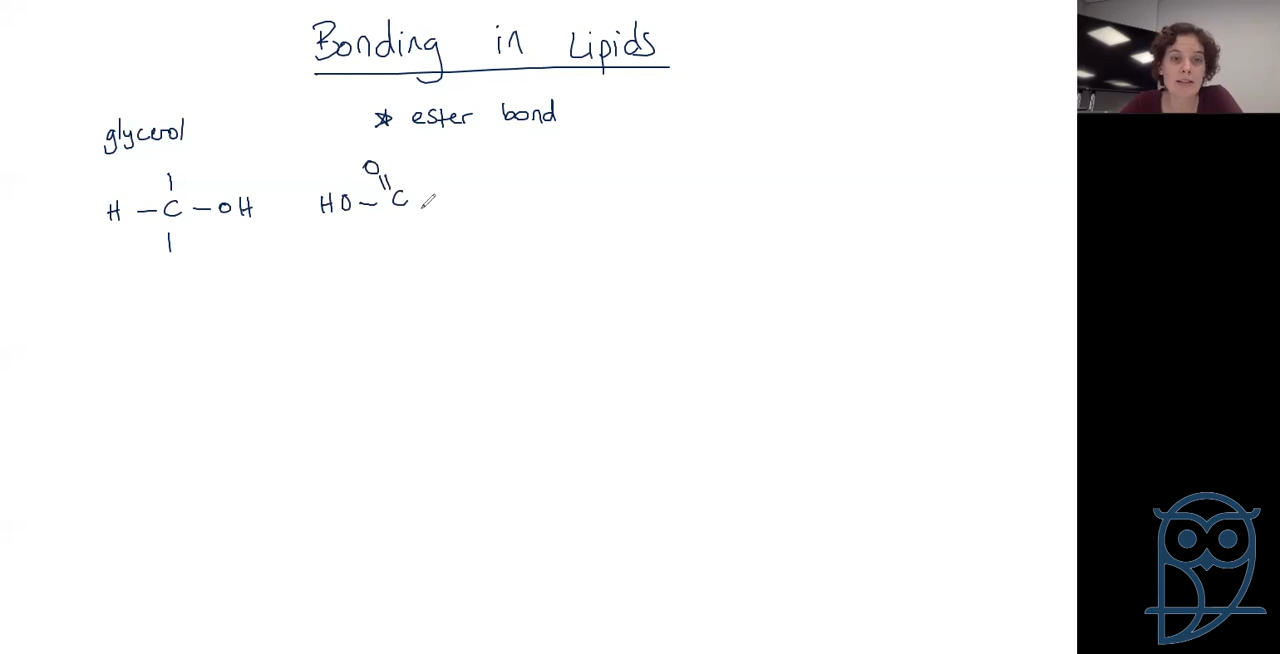 Bonding in Lipids
* ester bond
glycerol
O
H - C - OH HO - C